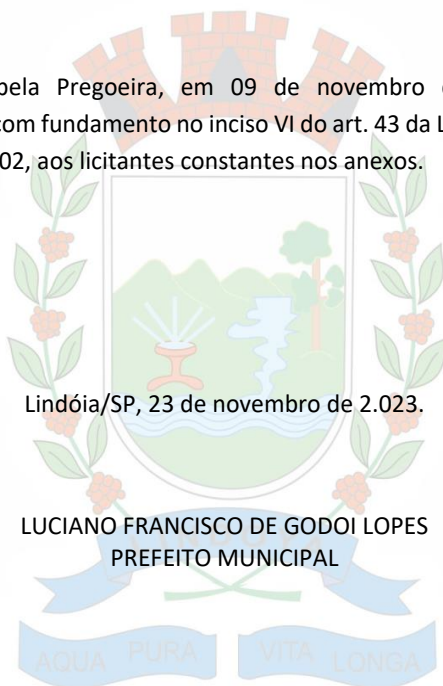 pela Pregoeira, em 09 de novembro
com fundamento no inciso VI do art. 43 da
02, aos licitantes constantes nos anexos.
Lindóia/SP, 23 de novembro de 2.023.
LUCIANO FRANCISCO DE GODOI LOPES
LINDOIA
PREFEITO MUNICIPAL
AQUA PURA VITA LONGA